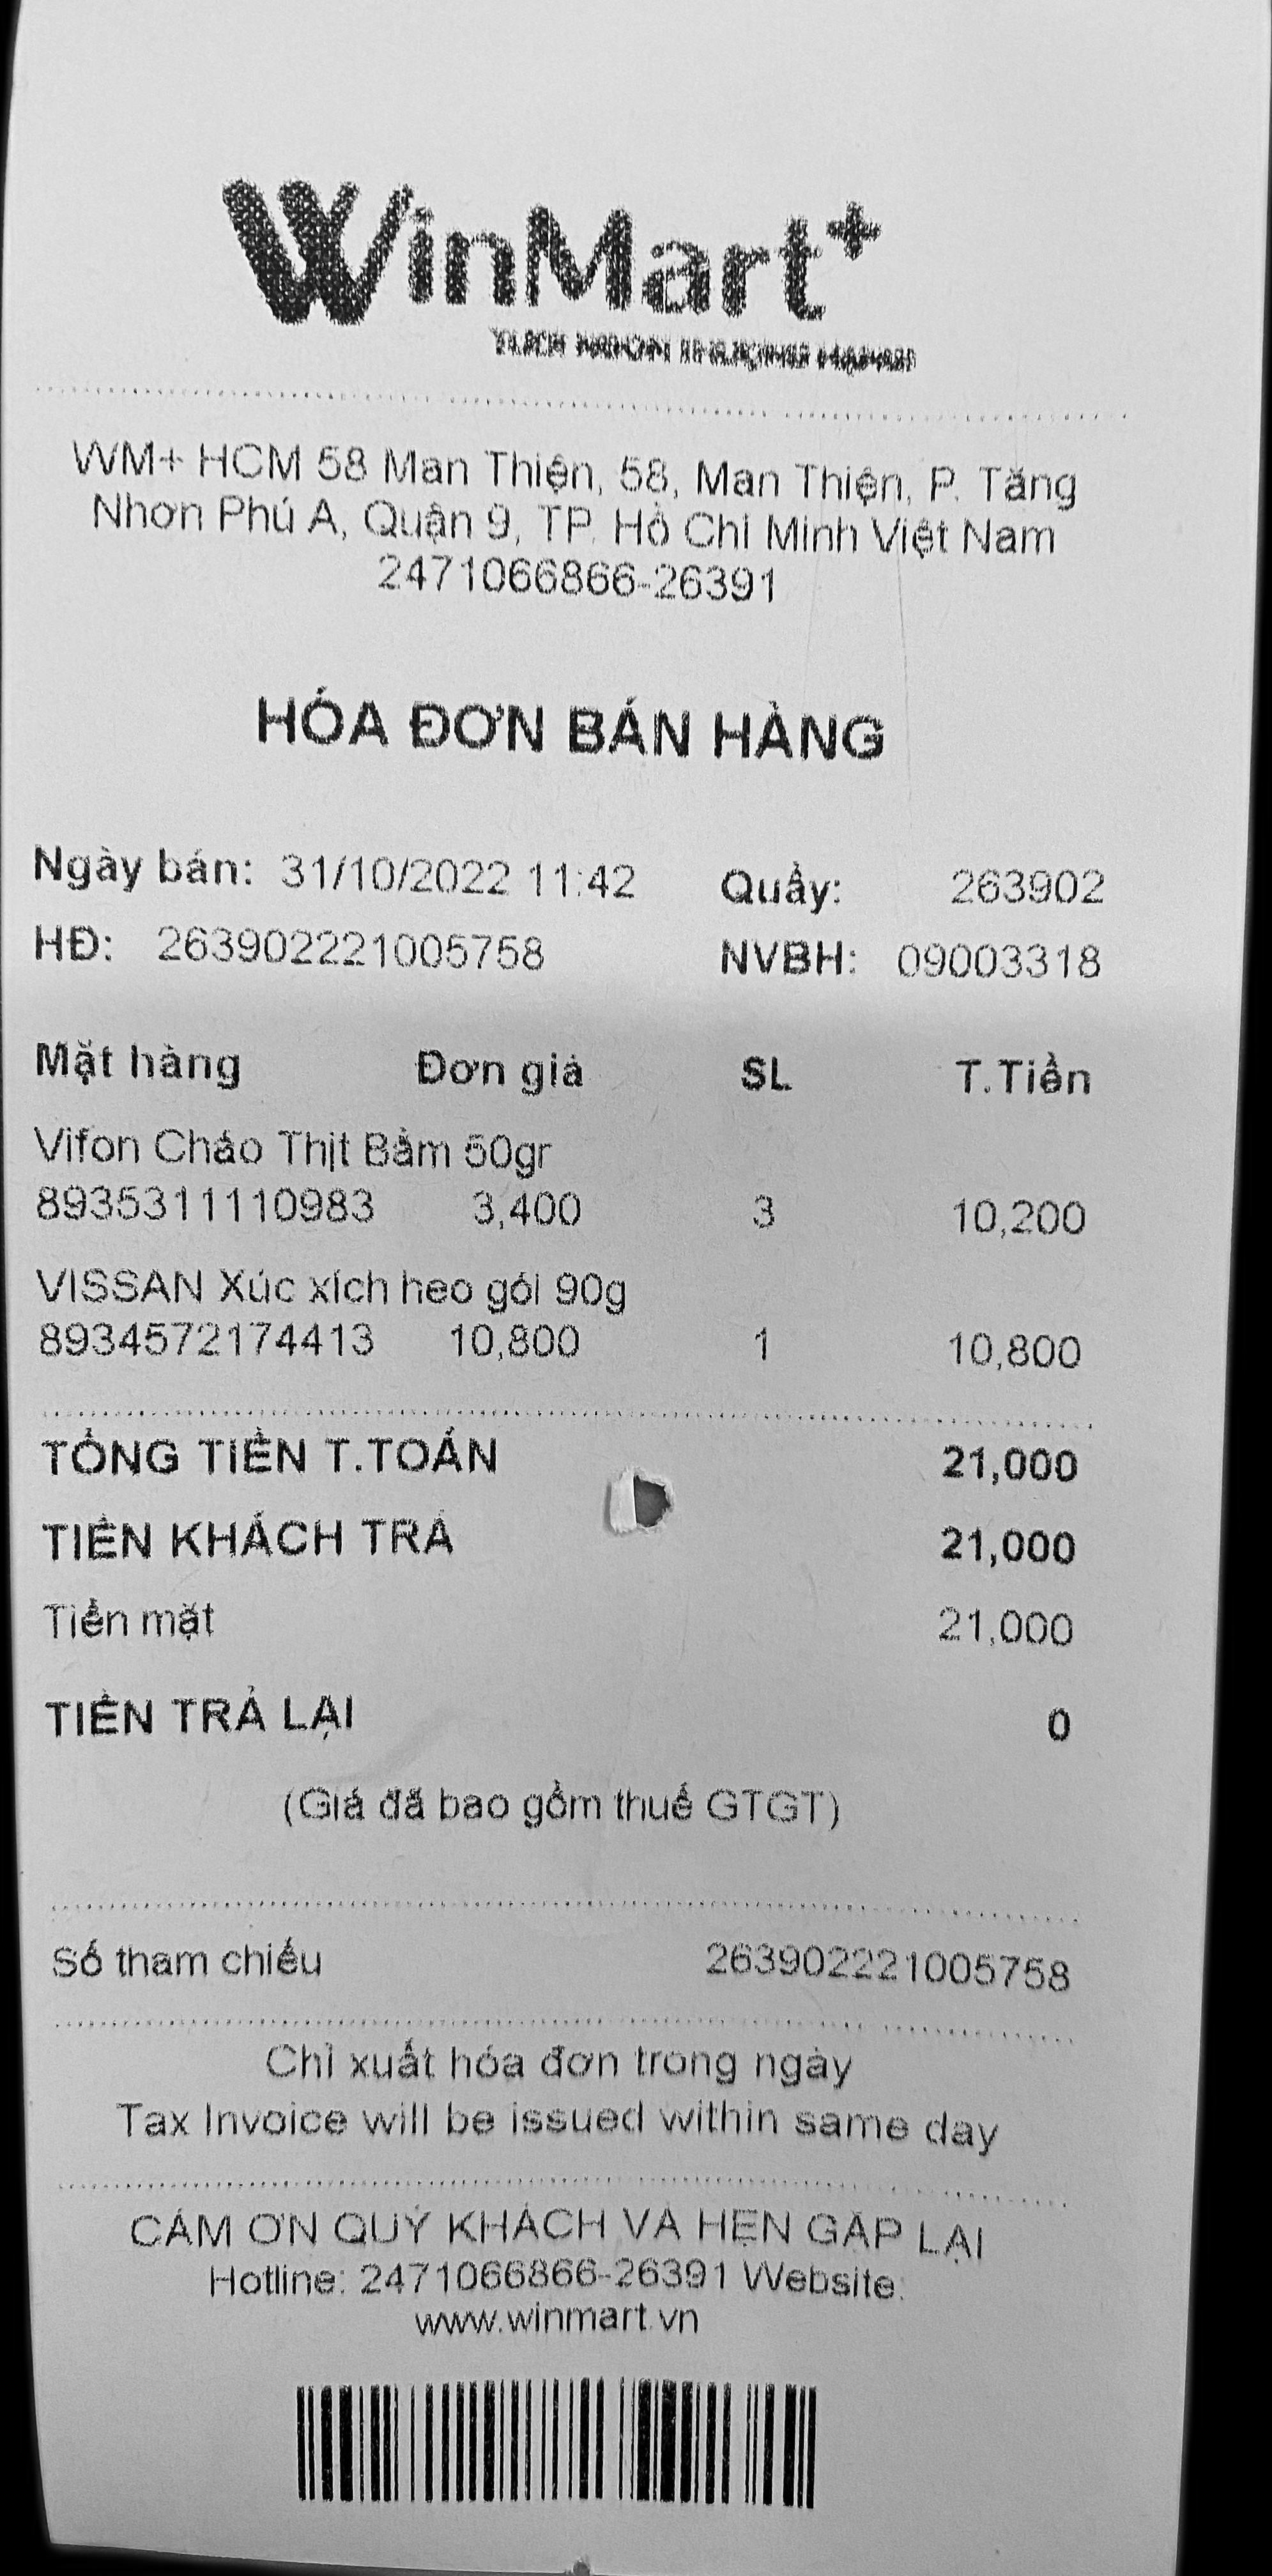 WinMart+
WM+ HCM 58 Man Thiện, 58, Man Thiện, P. Tăng
Nhơn Phú A, Quận 9, TP. Hồ Chí Minh Việt Nam
2471066866-26391
HÓA ĐƠN BÁN HÀNG
Ngày bán: 31/10/2022 11:42 Quầy: 263902
HĐ: 263902221005758 NVBH: 09003318
Mặt hàng Đơn giá SL T.Tiền
Vifon Cháo Thịt Bằm 50gr
8935311110983 3,400 3 10,200
VISSAN Xúc xích heo gói 90g
8934572174413 10,800 1 10,800
TỔNG TIỀN T.TOÁN 21,000
TIỀN KHÁCH TRẢ 21,000
Tiền mặt 21,000
TIỀN TRẢ LẠI 0
(Giá đã bao gồm thuế GTGT)
Số tham chiếu 263902221005758
Chỉ xuất hóa đơn trong ngày
Tax Invoice will be issued within same day
CẢM ƠN QUÝ KHÁCH VÀ HẸN GẶP LẠI
Hotline: 2471066866-26391 Website:
www.winmart.vn